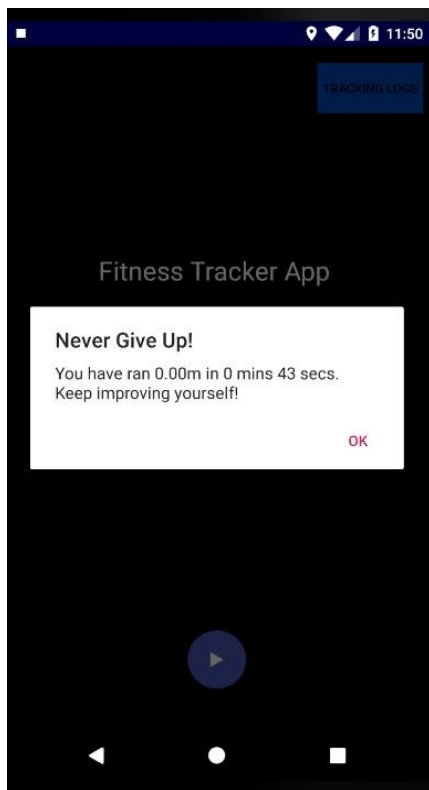 11:50
TRACKING LOGS
Fitness Tracker App
Never Give Up!
You have ran 0.00m in 0 mins 43 secs.
Keep improving yourself!
OK